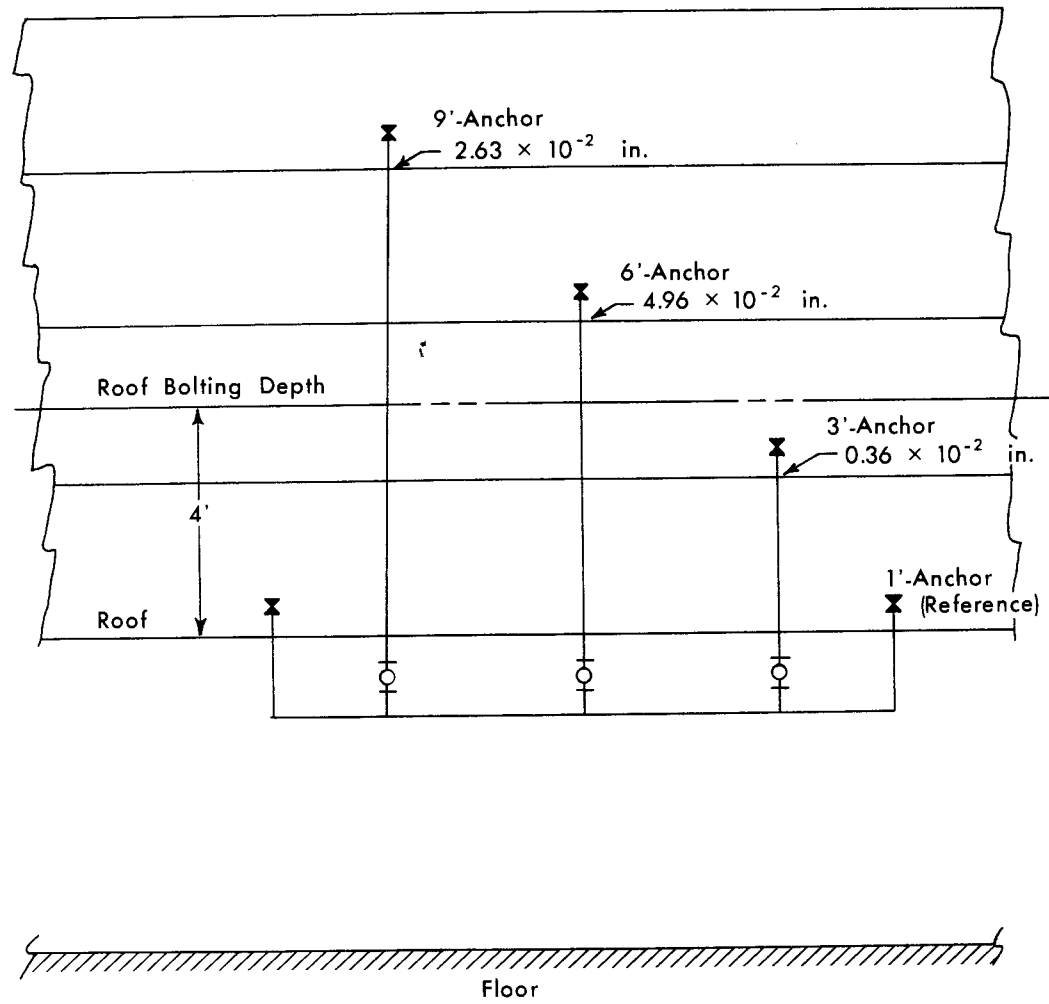 9'-Anchor
2.63 × 10⁻² in.
6'-Anchor
4.96 × 10⁻² in.
Roof Bolting Depth
3'-Anchor
0.36 × 10⁻² in.
4'
1'-Anchor
(Reference)
Roof
Floor